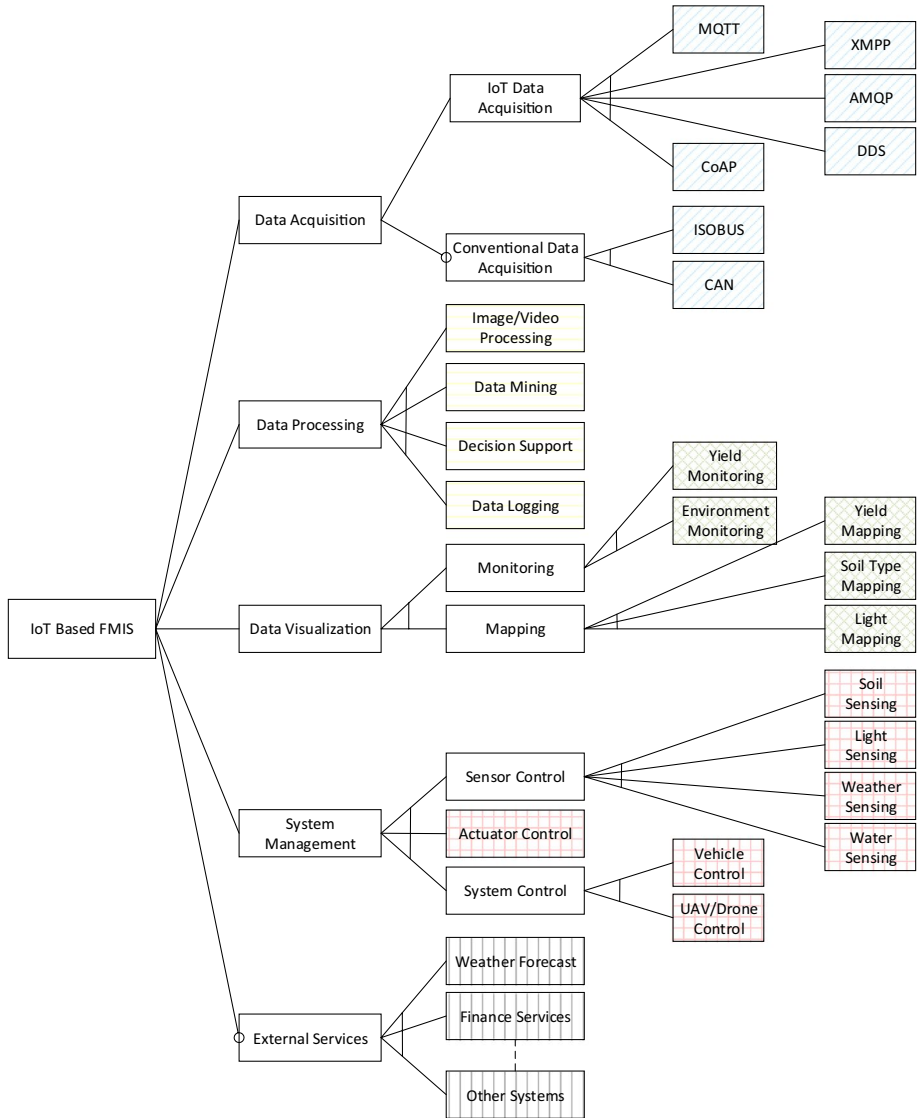 MQTT
XMPP
IoT Data
Acquisition
AMQP
DDS
CoAP
Data Acquisition
ISOBUS
Conventional Data
Acquisition
CAN
Image/Video
Processing
Data Mining
Data Processing
Decision Support
Yield
Monitoring
Data Logging
Environment
Monitoring
Yield
Mapping
Monitoring
Soil Type
Mapping
IoT Based FMIS
Data Visualization
Mapping
Light
Mapping
Soil
Sensing
Light
Sensing
Sensor Control
Weather
Sensing
System
Management
Actuator Control
Water
Sensing
Vehicle
Control
System Control
UAV/Drone
Control
Weather Forecast
Finance Services
External Services
Other Systems